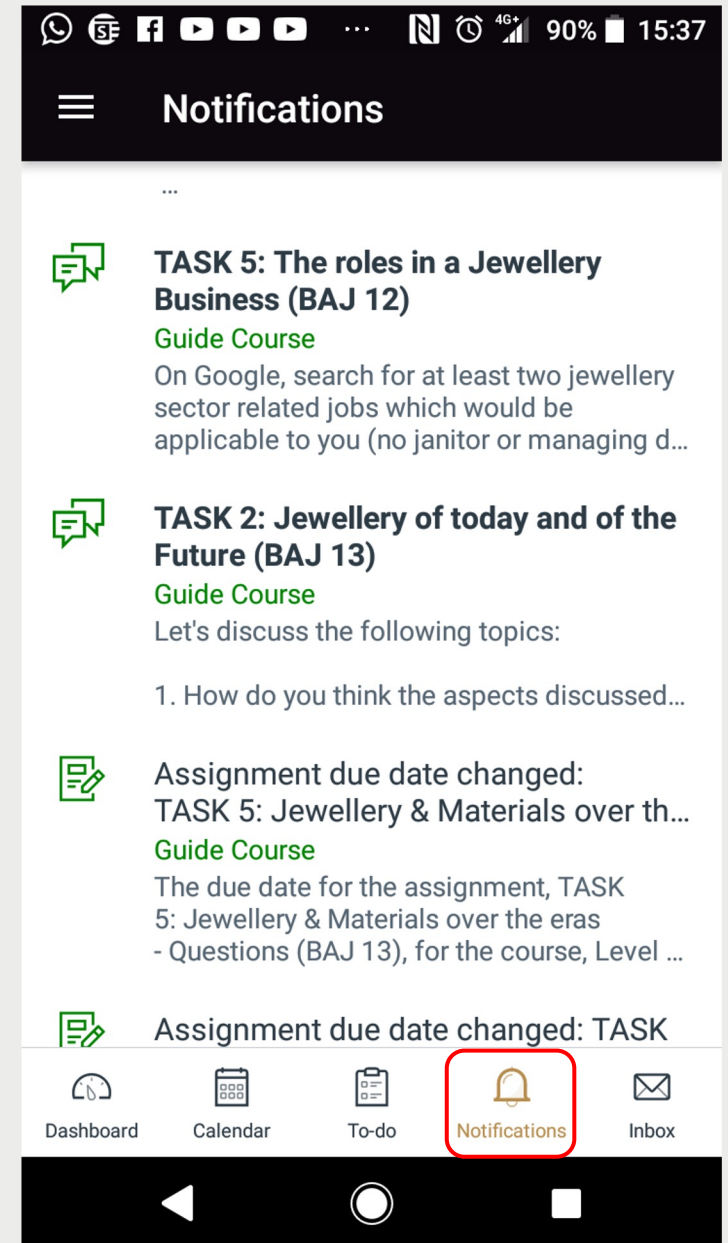 4G+ 90% 15:37
Notifications
...
TASK 5: The roles in a Jewellery
Business (BAJ 12)
Guide Course
On Google, search for at least two jewellery
sector related jobs which would be
applicable to you (no janitor or managing d...
TASK 2: Jewellery of today and of the
Future (BAJ 13)
Guide Course
Let's discuss the following topics:
1. How do you think the aspects discussed...
Assignment due date changed:
TASK 5: Jewellery & Materials over th...
Guide Course
The due date for the assignment, TASK
5: Jewellery & Materials over the eras
- Questions (BAJ 13), for the course, Level ...
Assignment due date changed: TASK
Dashboard Calendar To-do Notifications Inbox